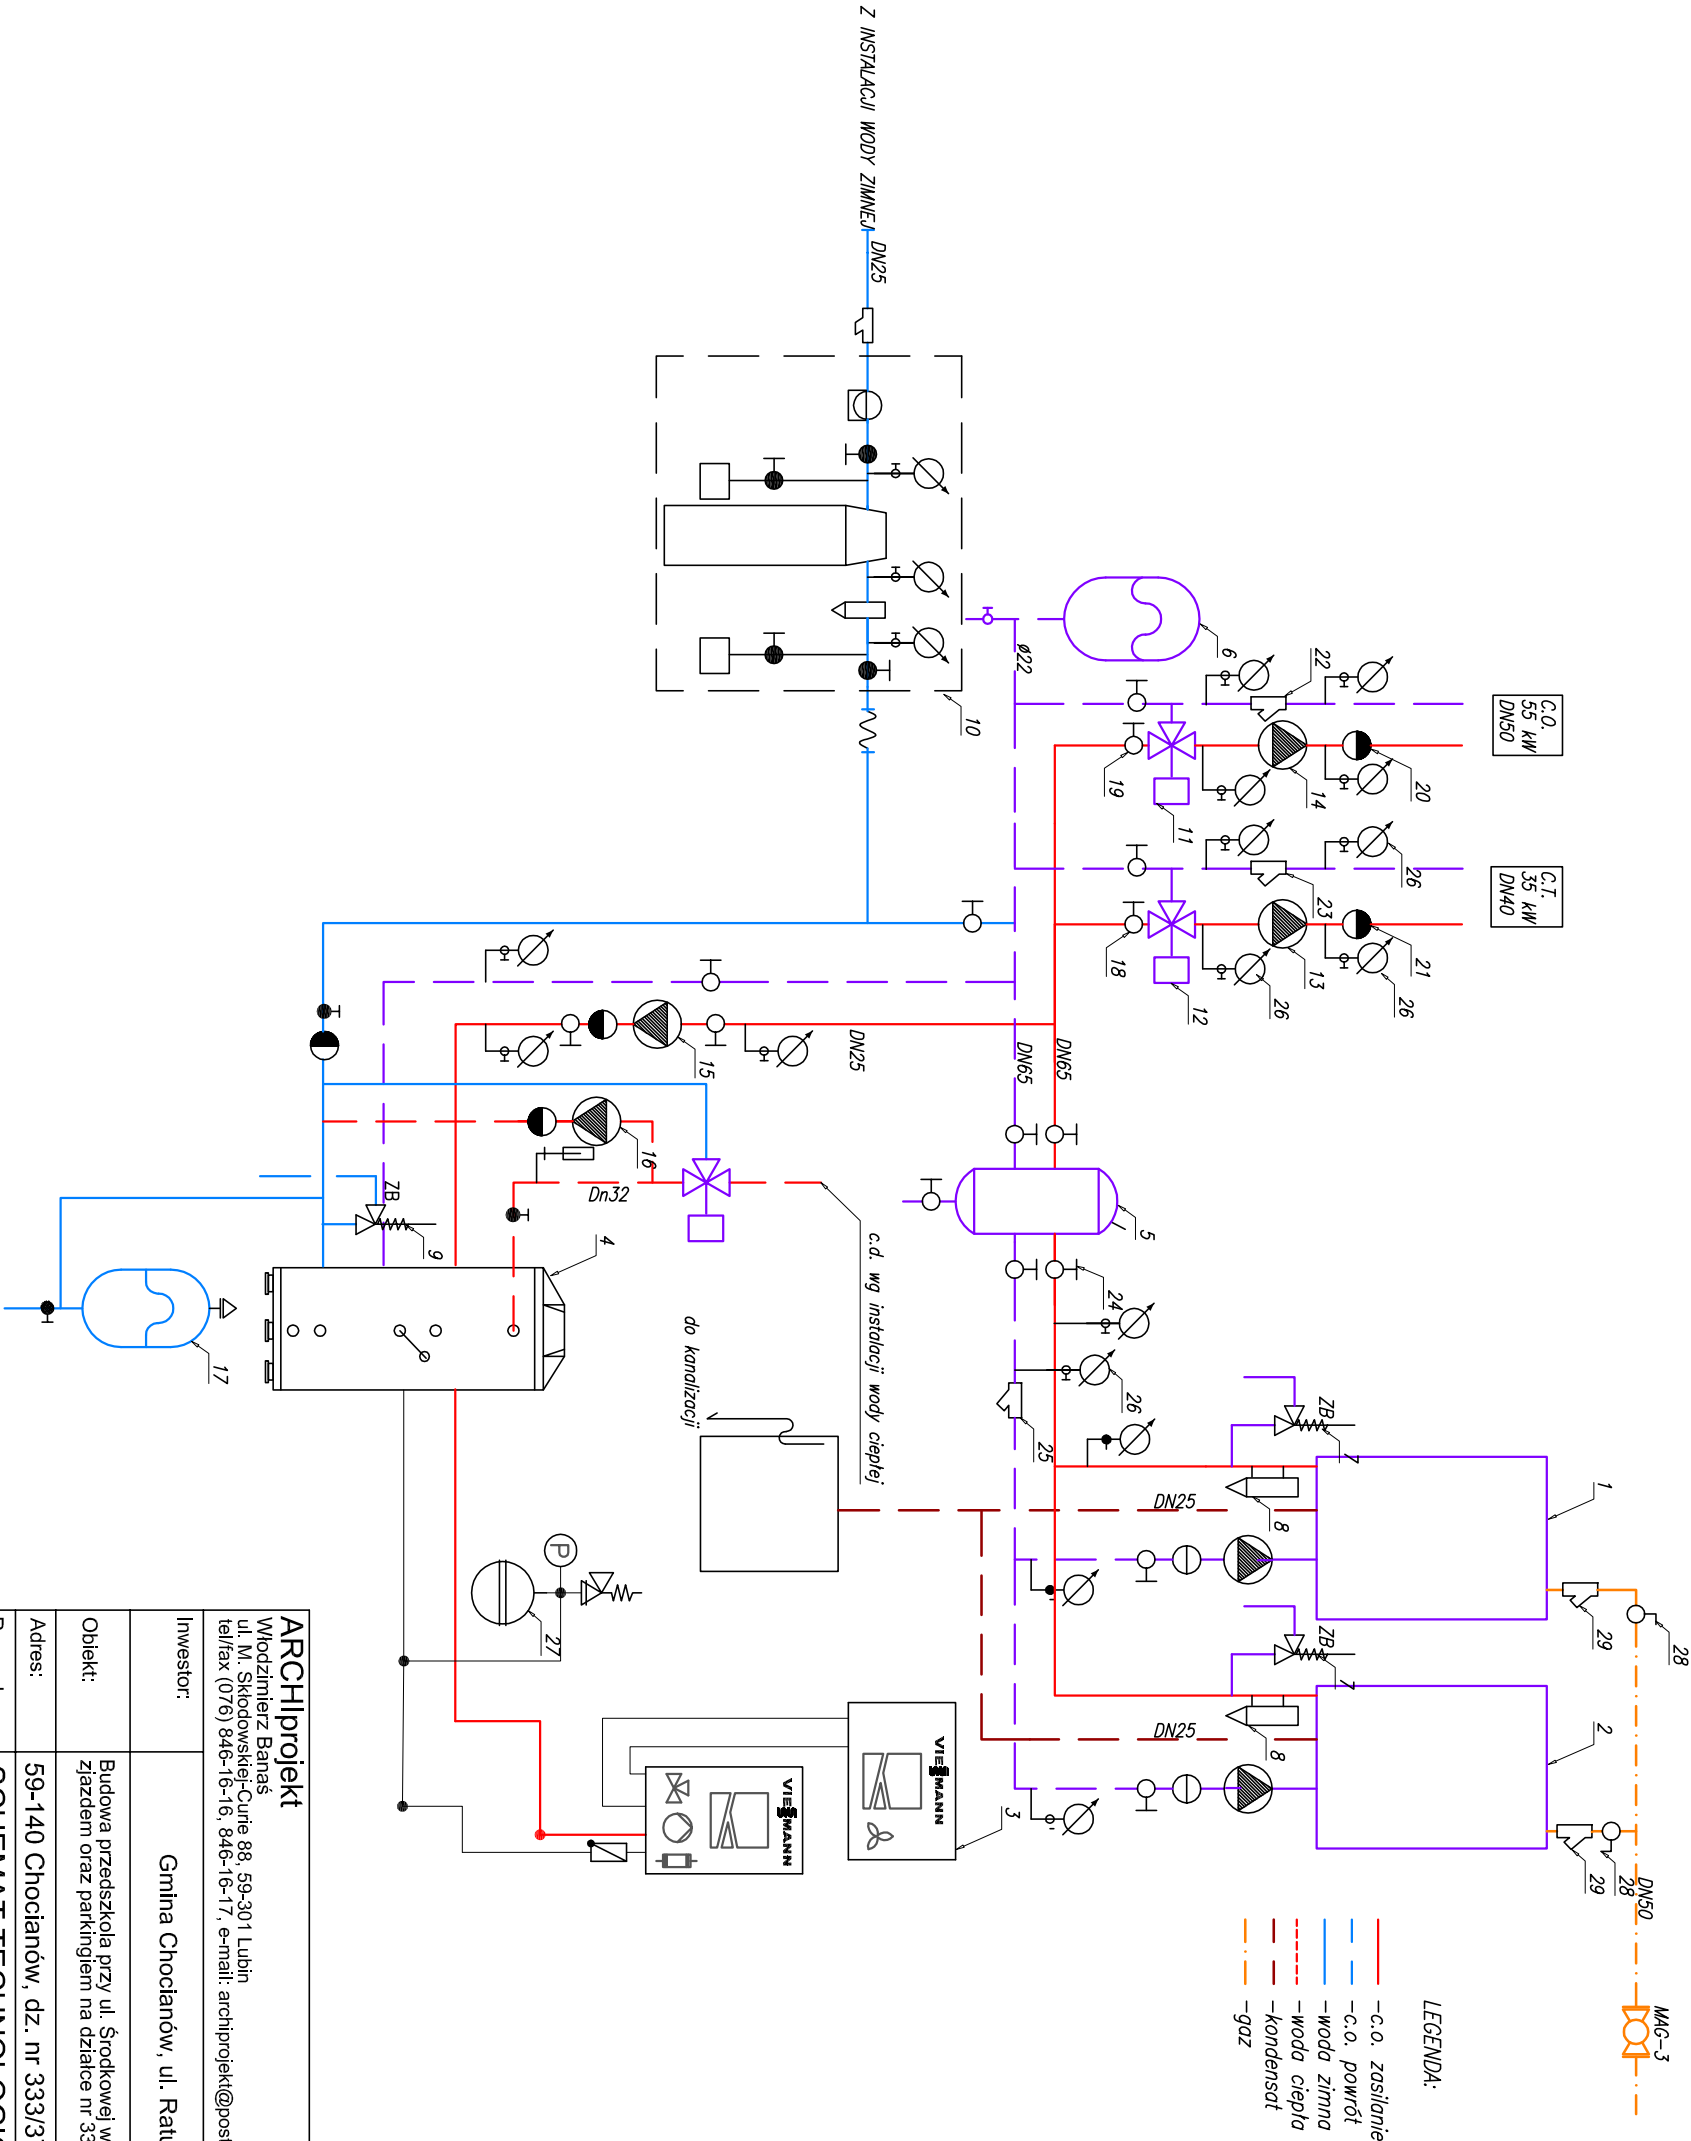 Z INSTALACJI WODY ZIMNEJ
DN25
10
ø22
6
22
C.O.
55 kW
DN50
19
11
14
20
C.T.
35 kW
DN40
26
23
18
12
26
13
21
26
DN25
DN65
DN65
15
16
Dn32
ZB
9
4
17
5
24
26
25
c.d. wg instalacji wody ciepłej
do kanalizacji
ZB
7
1
8
DN25
29
28
ZB
7
2
8
DN25
29
28
DN50
MAG-3
P
27
VIESSMANN
3
VIESSMANN
LEGENDA:
-c.o. zasilanie
-c.o. powrót
-woda zimna
-woda ciepła
-kondensat
-gaz
ARCHIprojekt
Włodzimierz Banaś
ul. M. Skłodowskiej-Curie 88, 59-301 Lubin
tel/fax (076) 846-16-16, 846-16-17, e-mail: archiprojekt@post
Inwestor:
Gmina Chocianów, ul. Ratu
Obiekt:
Budowa przedszkola przy ul. Środkowej w
zjazdem oraz parkingiem na działce nr 33
Adres:
59-140 Chocianów, dz. nr 333/3